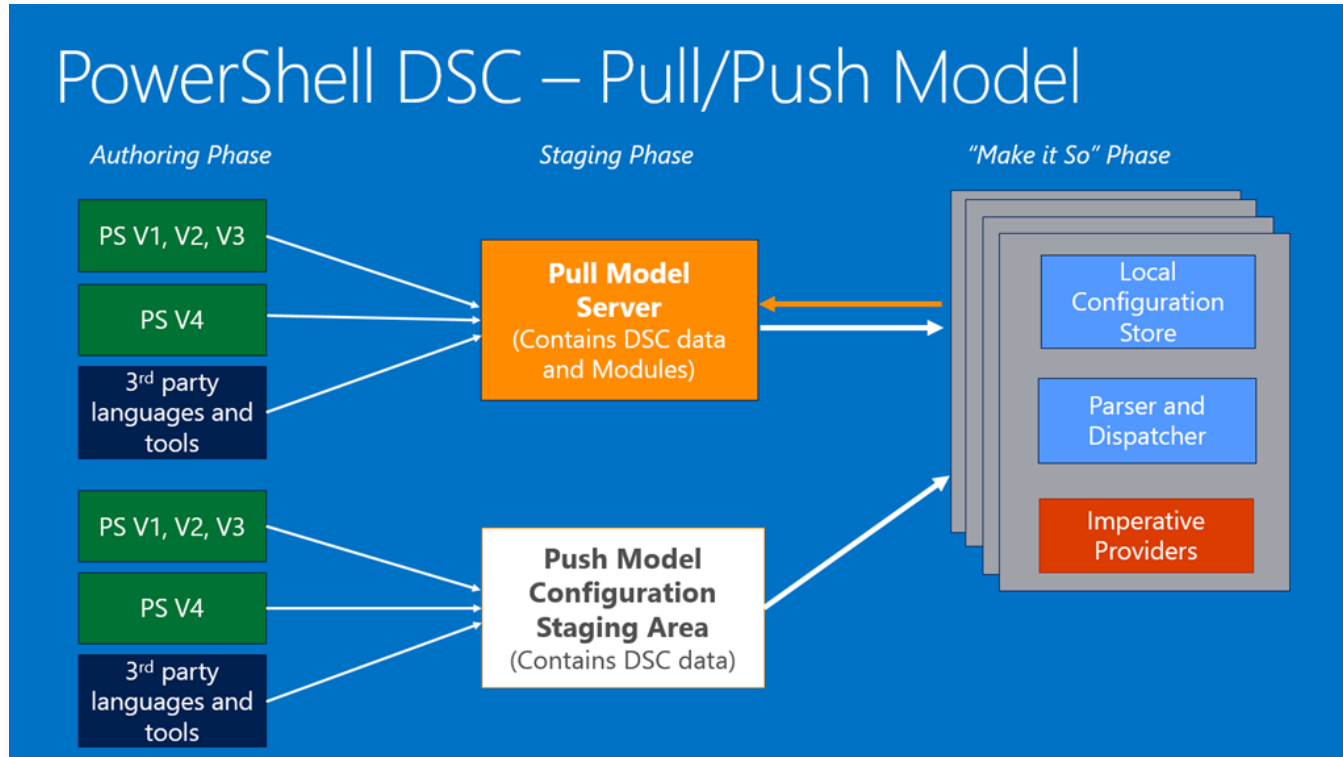 PowerShell DSC – Pull/Push Model
Authoring Phase
Staging Phase
“Make it So” Phase
PS V1, V2, V3
PS V4
3rd party
languages and
tools
Pull Model
Server
(Contains DSC data
and Modules)
Local
Configuration
Store
Parser and
Dispatcher
Imperative
Providers
PS V1, V2, V3
PS V4
3rd party
languages and
tools
Push Model
Configuration
Staging Area
(Contains DSC data)